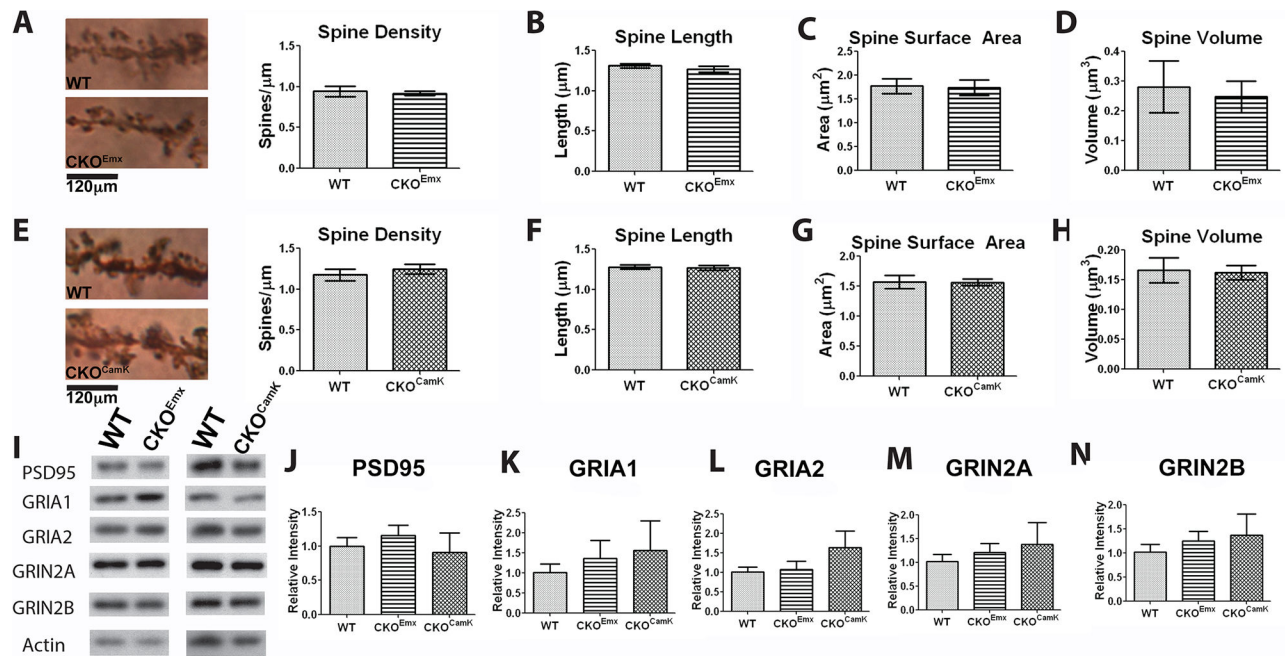 A
WT
CKO^Emx
120μm
Spine Density
Spines/μm
1.5
1.0
0.5
0.0
WT
CKO^Emx
B
Spine Length
Length (μm)
1.5
1.0
0.5
0.0
WT
CKO^Emx
C
Spine Surface Area
Area (μm²)
2.5
2.0
1.5
1.0
0.5
0.0
WT
CKO^Emx
D
Spine Volume
Volume (μm³)
0.4
0.3
0.2
0.1
0.0
WT
CKO^Emx
E
WT
CKO^CamK
120μm
Spine Density
Spines/μm
1.5
1.0
0.5
0.0
WT
CKO^CamK
F
Spine Length
Length (μm)
1.5
1.0
0.5
0.0
WT
CKO^CamK
G
Spine Surface Area
Area (μm²)
2.0
1.5
1.0
0.5
0.0
WT
CKO^CamK
H
Spine Volume
Volume (μm³)
0.20
0.15
0.10
0.05
0.00
WT
CKO^CamK
I
WT
CKO^Emx
WT
CKO^CamK
PSD95
GRIA1
GRIA2
GRIN2A
GRIN2B
Actin
J
PSD95
Relative Intensity
1.5
1.0
0.5
0.0
WT
CKO^Emx
CKO^CamK
K
GRIA1
Relative Intensity
2.5
2.0
1.5
1.0
0.5
0.0
WT
CKO^Emx
CKO^CamK
L
GRIA2
Relative Intensity
2.5
2.0
1.5
1.0
0.5
0.0
WT
CKO^Emx
CKO^CamK
M
GRIN2A
Relative Intensity
2.0
1.5
1.0
0.5
0.0
WT
CKO^Emx
CKO^CamK
N
GRIN2B
Relative Intensity
2.0
1.5
1.0
0.5
0.0
WT
CKO^Emx
CKO^CamK